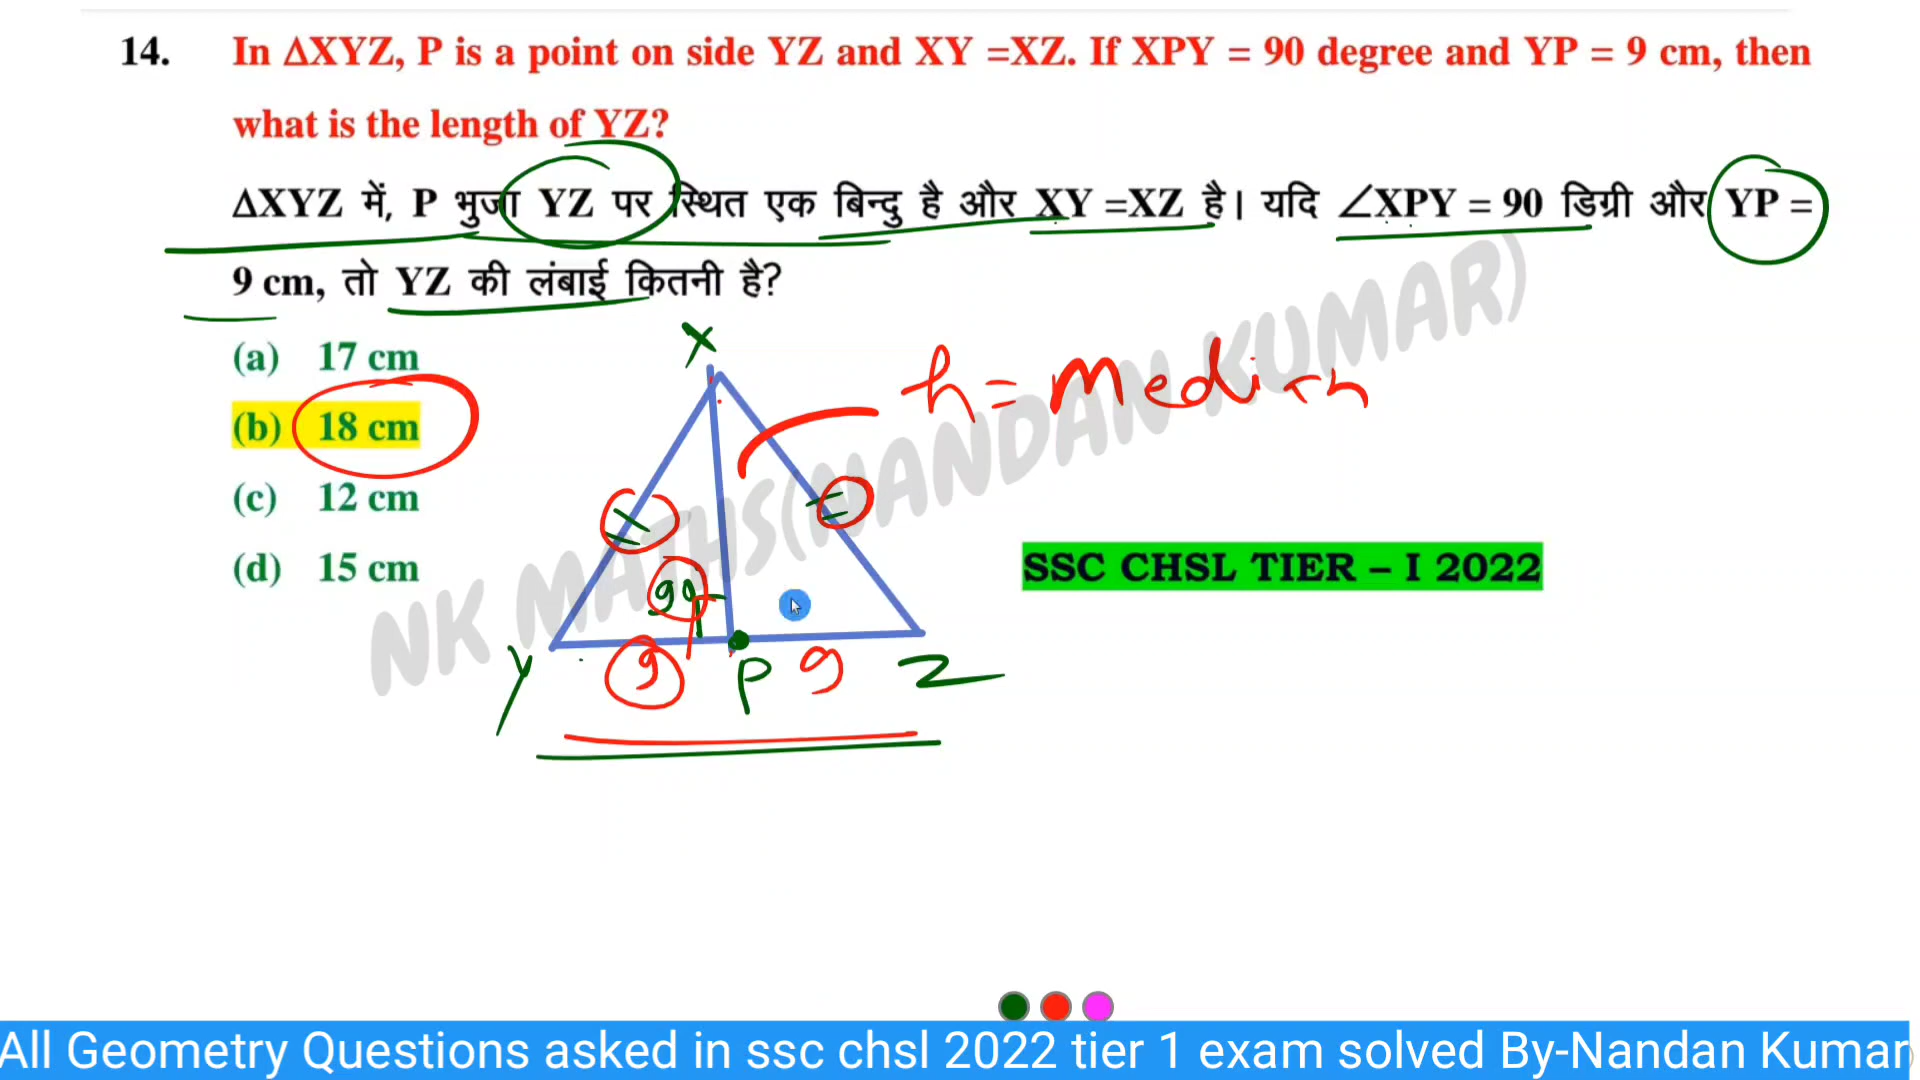 14. In ΔXYZ, P is a point on side YZ and XY =XZ. If XPY = 90 degree and YP = 9 cm, then
what is the length of YZ?
ΔXYZ में, P भुजा YZ पर स्थित एक बिन्दु है और XY =XZ है। यदि ∠XPY = 90 डिग्री और YP =
9 cm, तो YZ की लंबाई कितनी है?
(a) 17 cm
(b) 18 cm
(c) 12 cm
(d) 15 cm
X
h = Median
90
9
9
Y
P
Z
SSC CHSL TIER – I 2022
NK MATHS(NANDAN KUMAR)
All Geometry Questions asked in ssc chsl 2022 tier 1 exam solved By-Nandan Kumar